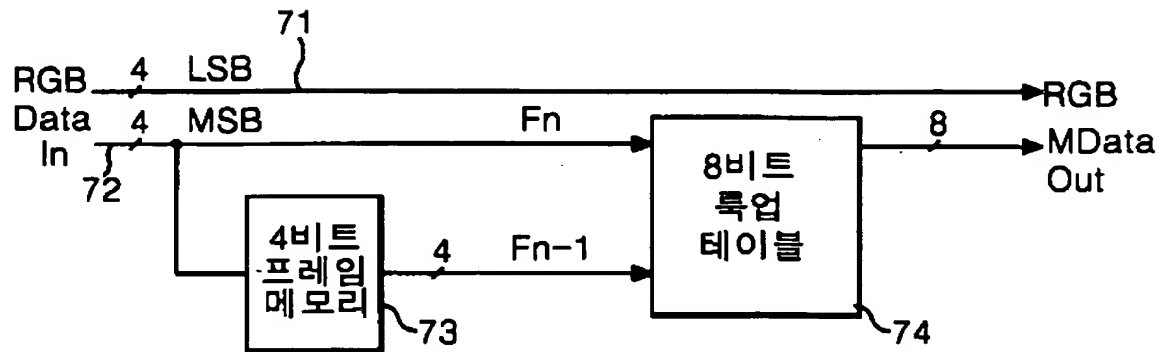 71
RGB
Data
In
4
LSB
4
MSB
72
Fn
RGB
MData
Out
8
8비트
룩업
테이블
74
4비트
프레임
메모리
73
4
Fn-1